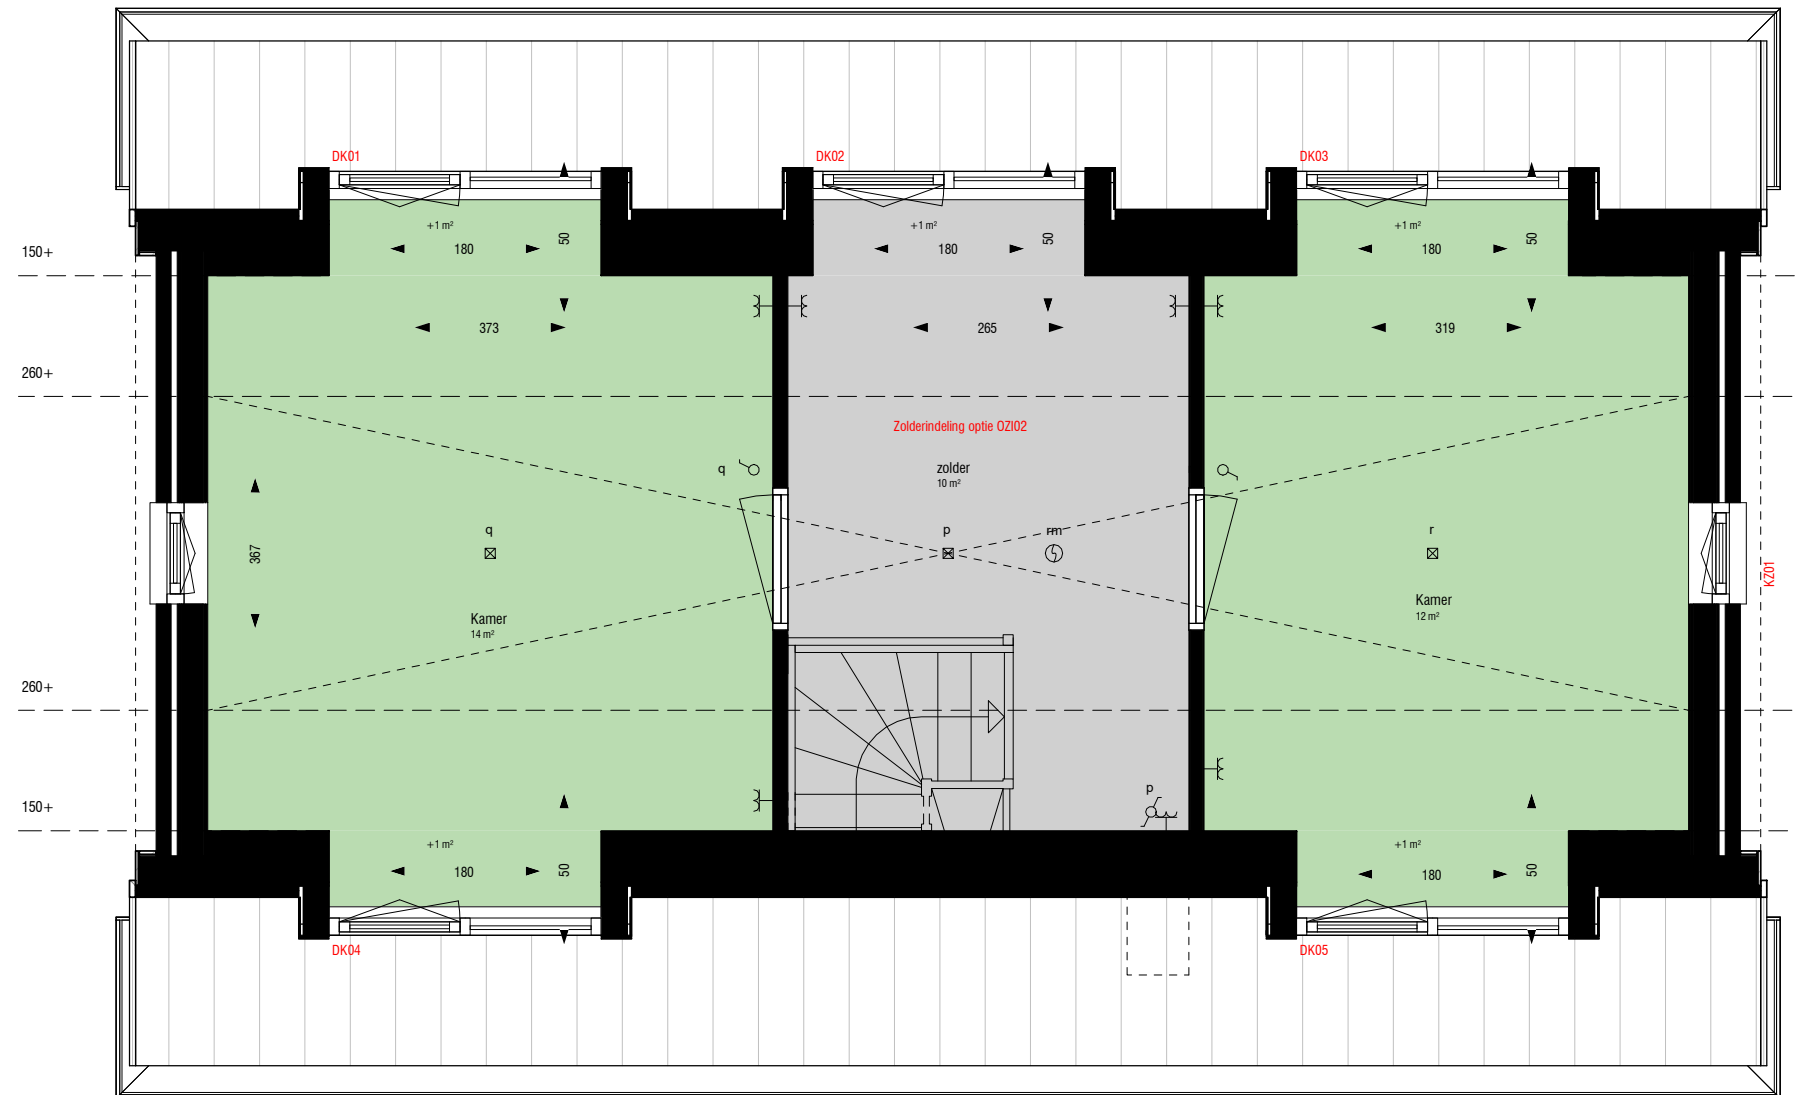 DK01
DK02
DK03
+1 m²
+1 m²
+1 m²
180
50
180
50
180
50
150+
373
265
319
260+
Zolderindeling optie OZI02
q
zolder
10 m²
q
p
rm
r
367
KZ01
Kamer
14 m²
Kamer
12 m²
260+
p
150+
+1 m²
+1 m²
180
50
180
50
DK04
DK05